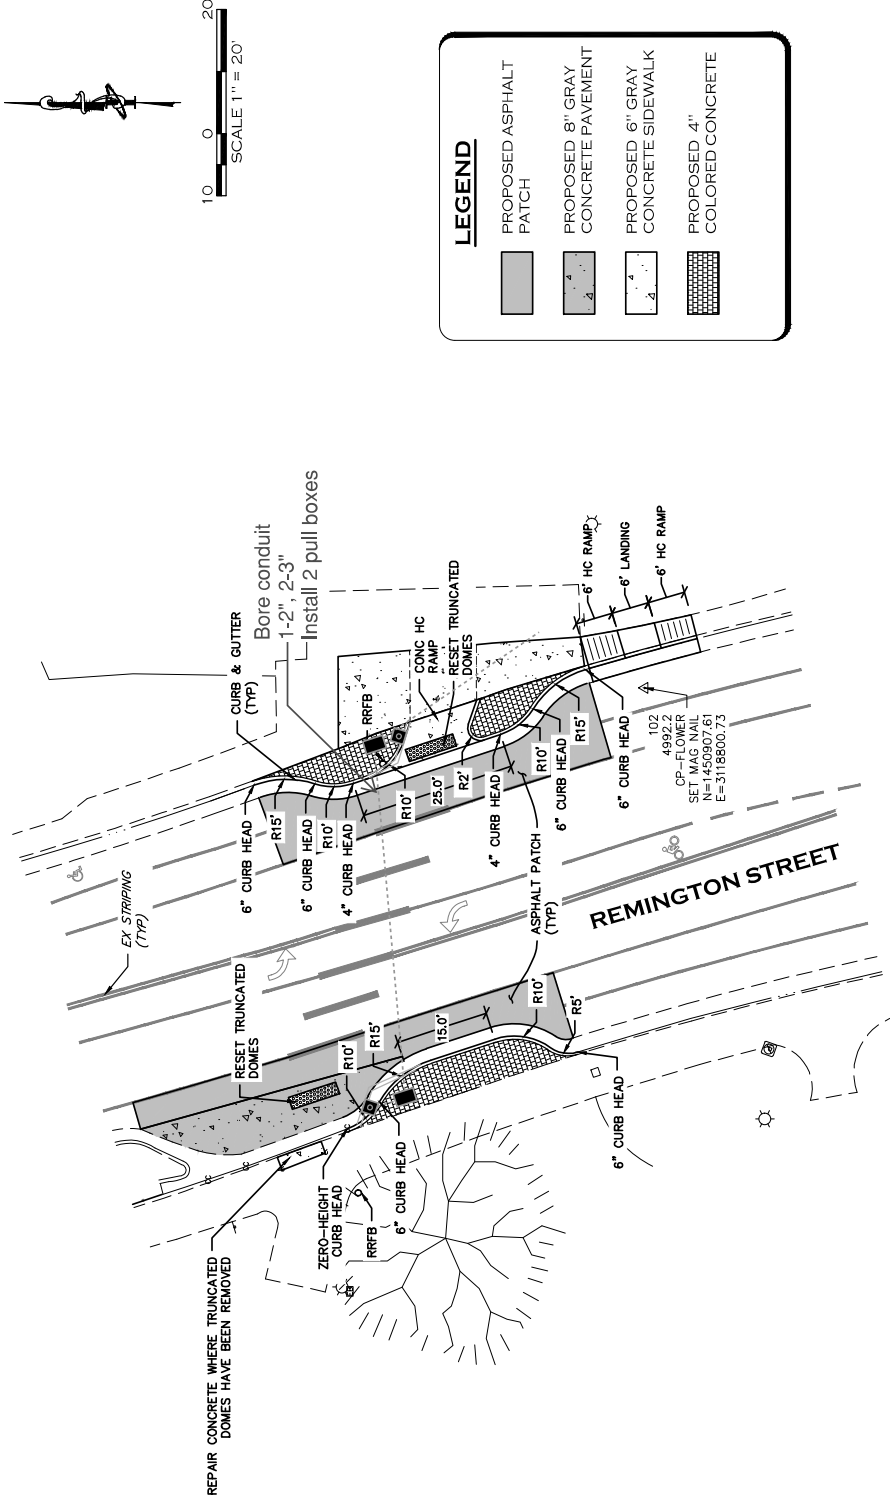 10
0
20
SCALE 1" = 20'
LEGEND
PROPOSED ASPHALT
PATCH
PROPOSED 8" GRAY
CONCRETE PAVEMENT
PROPOSED 6" GRAY
CONCRETE SIDEWALK
PROPOSED 4"
COLORED CONCRETE
CURB & GUTTER
(TYP)
Bore conduit
1-2", 2-3"
Install 2 pull boxes
RRFB
CONC HC
RAMP
RESET TRUNCATED
DOMES
6' HC RAMP
6' LANDING
6' HC RAMP
6" CURB HEAD
R15'
6" CURB HEAD
R10'
4" CURB HEAD
R10'
25.0'
R2'
4" CURB HEAD
R10'
6" CURB HEAD
R15'
6" CURB HEAD
102
4992.2
CP-FLOWER
SET MAG NAIL
N=1450907.61
E=3118800.73
EX STRIPING
(TYP)
ASPHALT PATCH
(TYP)
REMINGTON STREET
RESET TRUNCATED
DOMES
R10'
R15'
15.0'
R10'
R5'
6" CURB HEAD
REPAIR CONCRETE WHERE TRUNCATED
DOMES HAVE BEEN REMOVED
ZERO-HEIGHT
CURB HEAD
RRFB
6" CURB HEAD
CC
CC